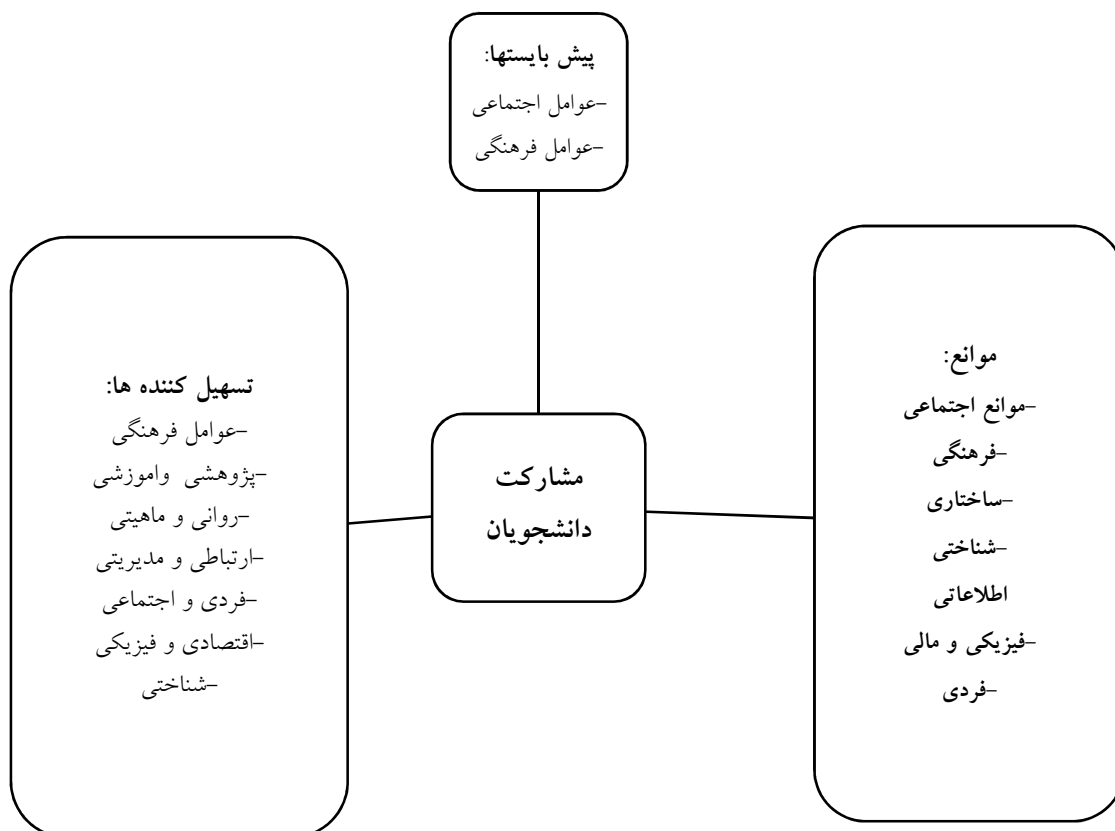 پیش بایستها:
-عوامل اجتماعی
-عوامل فرهنگی
موانع:
-موانع اجتماعی
-فرهنگی
-ساختاری
-شناختی
اطلاعاتی
-فیزیکی و مالی
-فردی
مشارکت
دانشجویان
تسهیل کننده ها:
-عوامل فرهنگی
-پژوهشی واموزشی
-روانی و ماهیتی
-ارتباطی و مدیریتی
-فردی و اجتماعی
-اقتصادی و فیزیکی
-شناختی